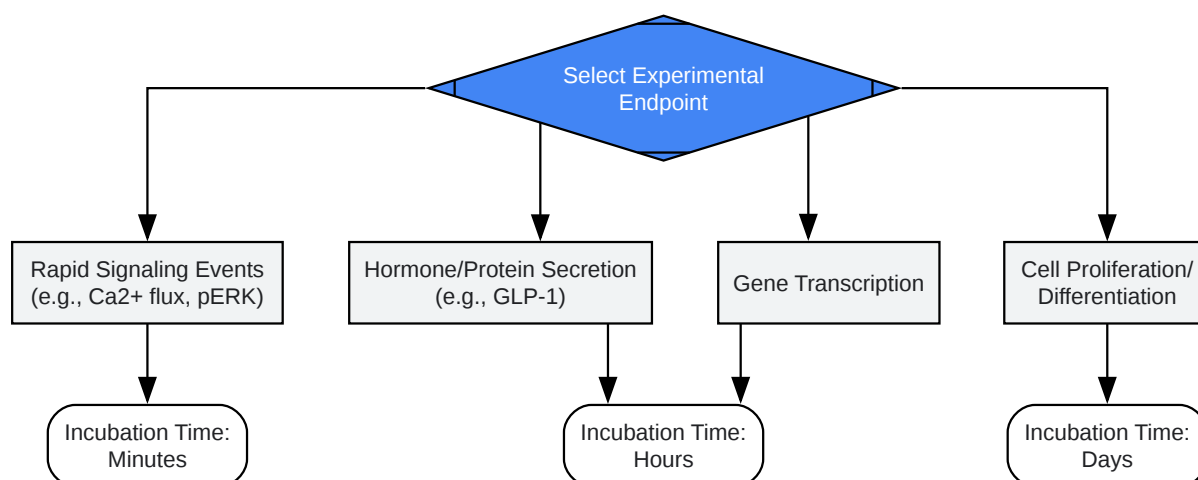 Select Experimental
Endpoint
Rapid Signaling Events
(e.g., Ca2+ flux, pERK)
Hormone/Protein Secretion
(e.g., GLP-1)
Gene Transcription
Cell Proliferation/
Differentiation
Incubation Time:
Minutes
Incubation Time:
Hours
Incubation Time:
Days